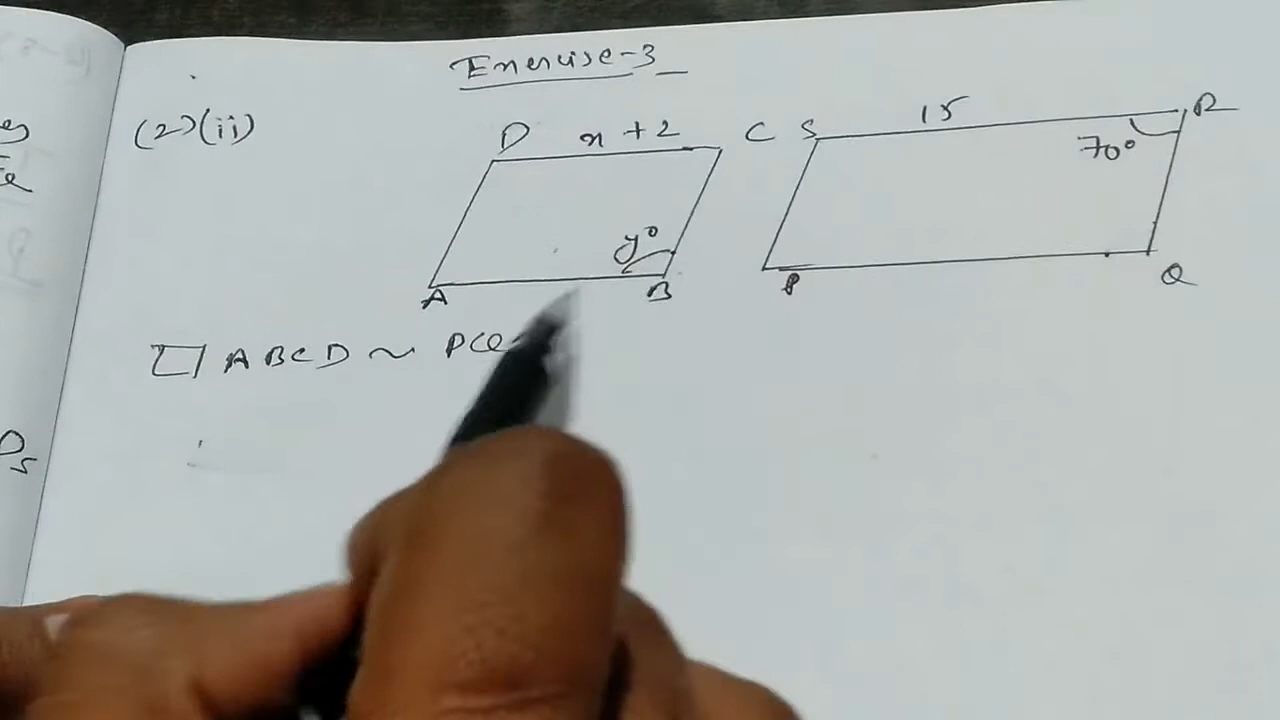 Exercise-3
(2)(ii)
D x + 2 C
S 15 R
70°
y°
A B
P Q
□ ABCD ~ PQ